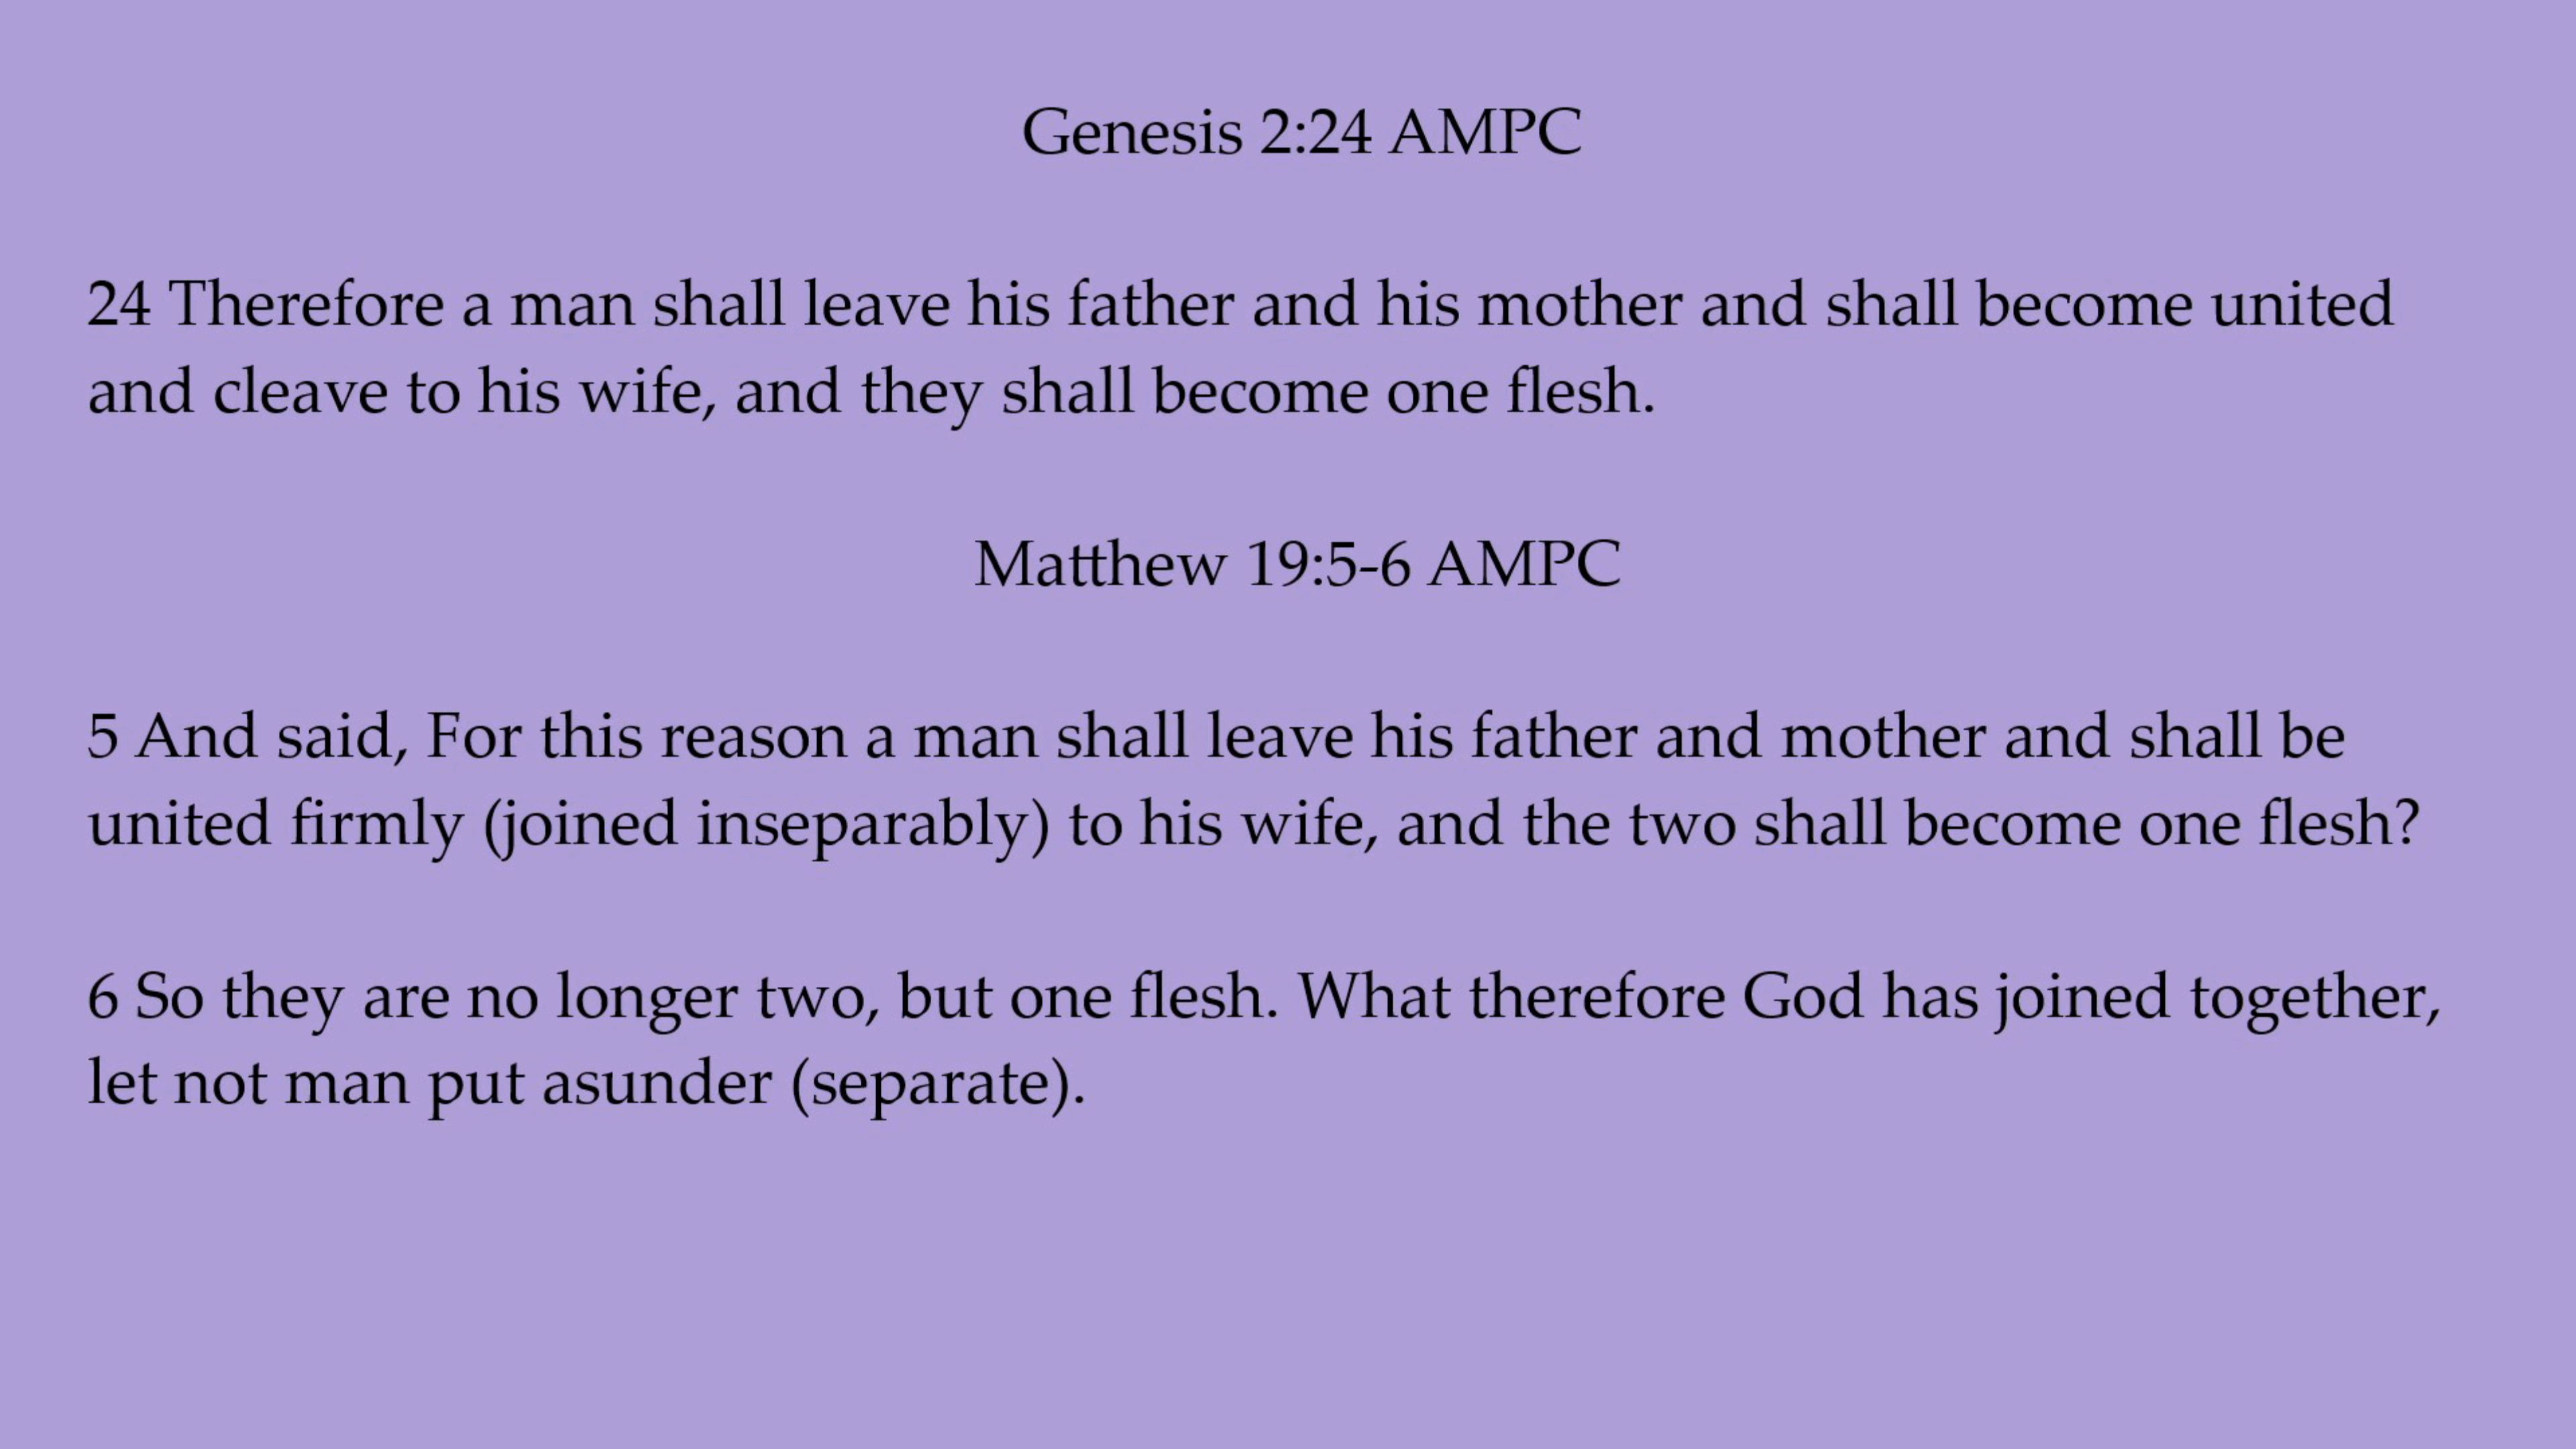 Genesis 2:24 AMPC
24 Therefore a man shall leave his father and his mother and shall become united
and cleave to his wife, and they shall become one flesh.
Matthew 19:5-6 AMPC
5 And said, For this reason a man shall leave his father and mother and shall be
united firmly (joined inseparably) to his wife, and the two shall become one flesh?
6 So they are no longer two, but one flesh. What therefore God has joined together,
let not man put asunder (separate).